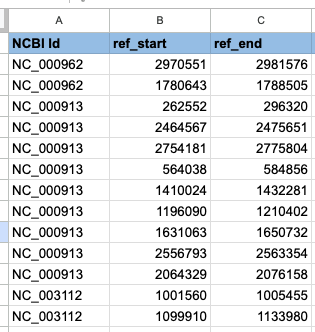 A B C
NCBI Id ref_start ref_end
NC_000962 2970551 2981576
NC_000962 1780643 1788505
NC_000913 262552 296320
NC_000913 2464567 2475651
NC_000913 2754181 2775804
NC_000913 564038 584856
NC_000913 1410024 1432281
NC_000913 1196090 1210402
NC_000913 1631063 1650732
NC_000913 2556793 2563354
NC_000913 2064329 2076158
NC_003112 1001560 1005455
NC_003112 1099910 1133980